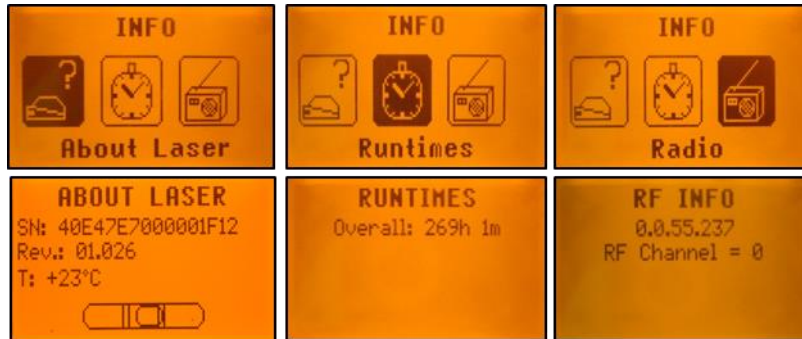 INFO
?
About Laser
INFO
?
Runtimes
INFO
?
Radio
ABOUT LASER
SN: 40E47E7000001F12
Rev.: 01.026
T: +23°C
RUNTIMES
Overall: 269h 1m
RF INFO
0.0.55.237
RF Channel = 0